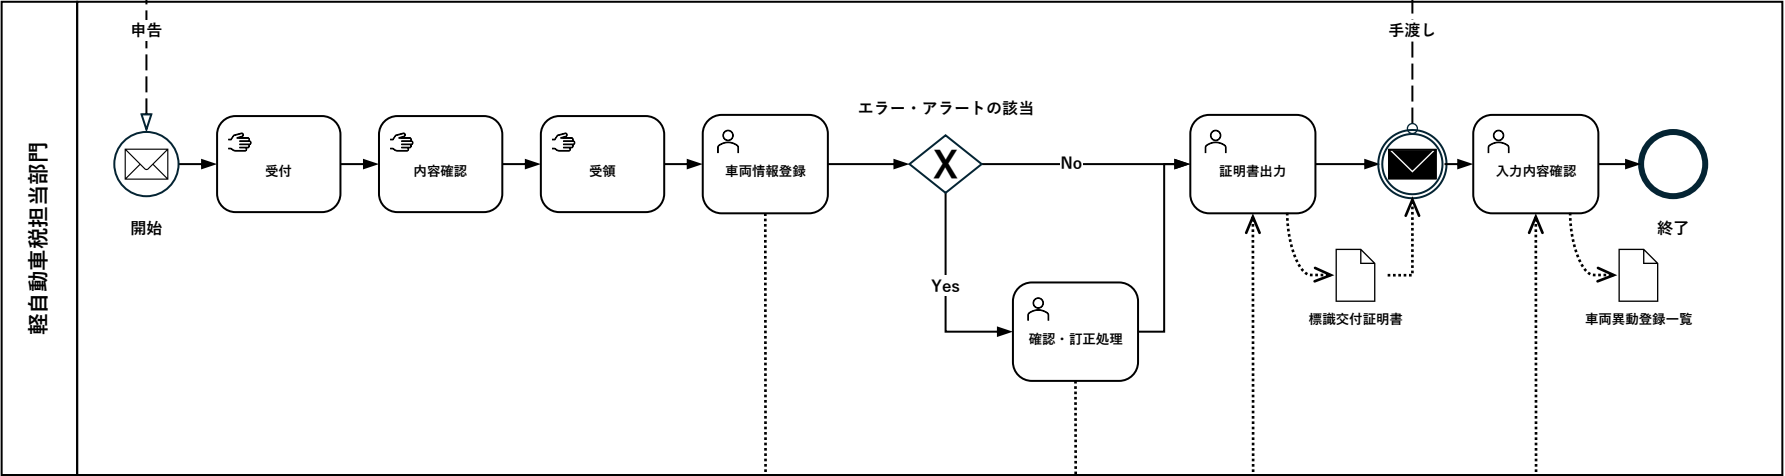 軽自動車税担当部門
申告
開始
受付
内容確認
受領
車両情報登録
エラー・アラートの該当
X
No
Yes
確認・訂正処理
証明書出力
標識交付証明書
手渡し
入力内容確認
車両異動登録一覧
終了